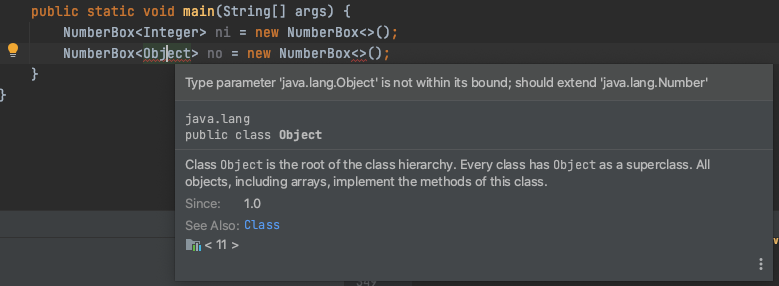 public static void main(String[] args) {
NumberBox<Integer> ni = new NumberBox<>();
NumberBox<Object> no = new NumberBox<>();
}
}
Type parameter 'java.lang.Object' is not within its bound; should extend 'java.lang.Number'
java.lang
public class Object
Class Object is the root of the class hierarchy. Every class has Object as a superclass. All
objects, including arrays, implement the methods of this class.
Since: 1.0
See Also: Class
< 11 >